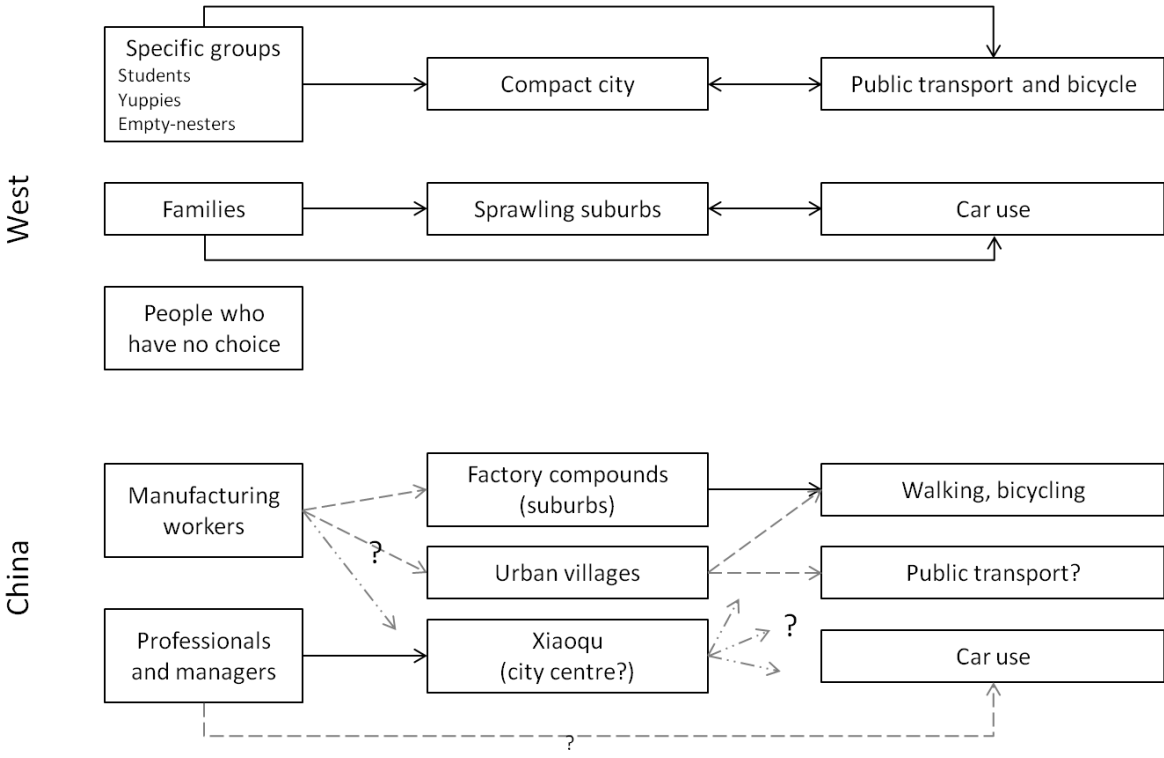 West
Specific groups
Students
Yuppies
Empty-nesters
Compact city
Public transport and bicycle
Families
Sprawling suburbs
Car use
People who
have no choice
China
Manufacturing
workers
Factory compounds
(suburbs)
Walking, bicycling
?
Urban villages
Public transport?
Professionals
and managers
Xiaoqu
(city centre?)
?
Car use
?